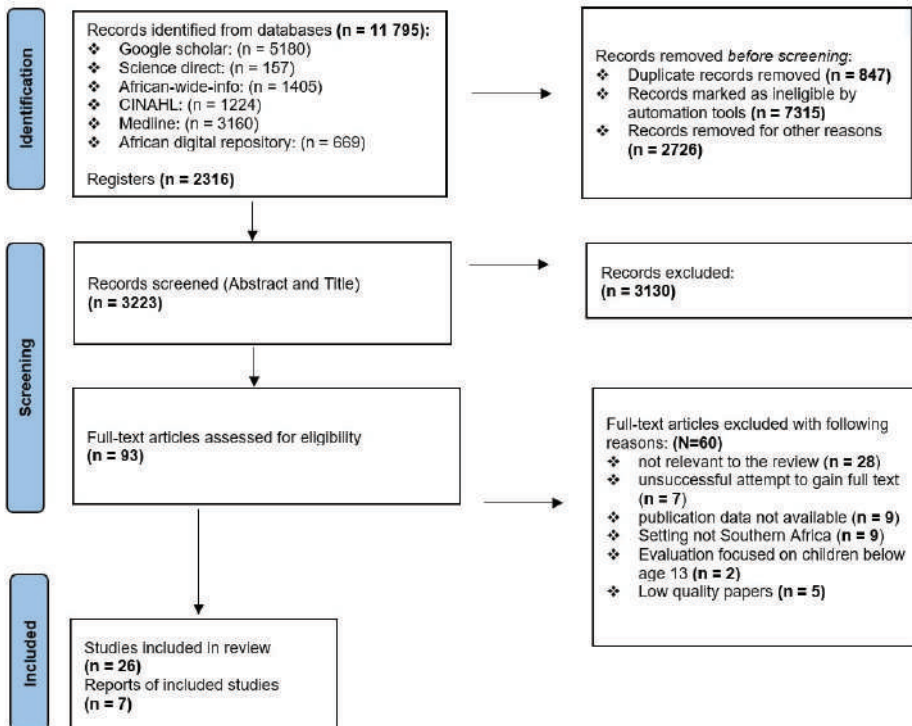 Identification
Records identified from databases (n = 11 795):
❖ Google scholar: (n = 5180)
❖ Science direct: (n = 157)
❖ African-wide-info: (n = 1405)
❖ CINAHL: (n = 1224)
❖ Medline: (n = 3160)
❖ African digital repository: (n = 669)
Registers (n = 2316)
Records removed before screening:
❖ Duplicate records removed (n = 847)
❖ Records marked as ineligible by
automation tools (n = 7315)
❖ Records removed for other reasons
(n = 2726)
Screening
Records screened (Abstract and Title)
(n = 3223)
Records excluded:
(n = 3130)
Full-text articles assessed for eligibility
(n = 93)
Full-text articles excluded with following
reasons: (N=60)
❖ not relevant to the review (n = 28)
❖ unsuccessful attempt to gain full text
(n = 7)
❖ publication data not available (n = 9)
❖ Setting not Southern Africa (n = 9)
❖ Evaluation focused on children below
age 13 (n = 2)
❖ Low quality papers (n = 5)
Included
Studies included in review
(n = 26)
Reports of included studies
(n = 7)